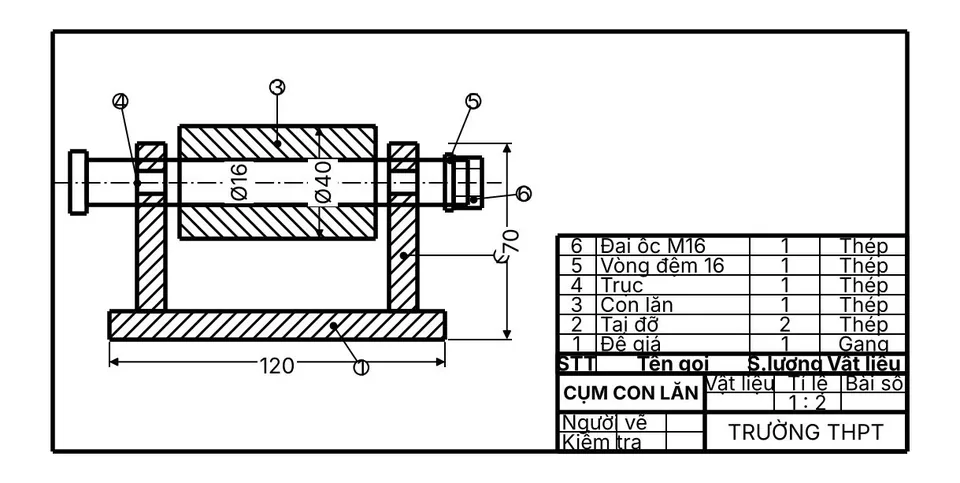 4
3
5
Ø16
Ø40
6
70
120
1
6 Đai ốc M16 1 Thép
5 Vòng đệm 16 1 Thép
4 Trục 1 Thép
3 Con lăn 1 Thép
2 Tai đỡ 2 Thép
1 Đế giá 1 Gang
STT Tên gọi S.lượng Vật liệu
CỤM CON LĂN
Vật liệu Tỉ lệ Bài số
1 : 2
Người vẽ
Kiểm tra
TRƯỜNG THPT